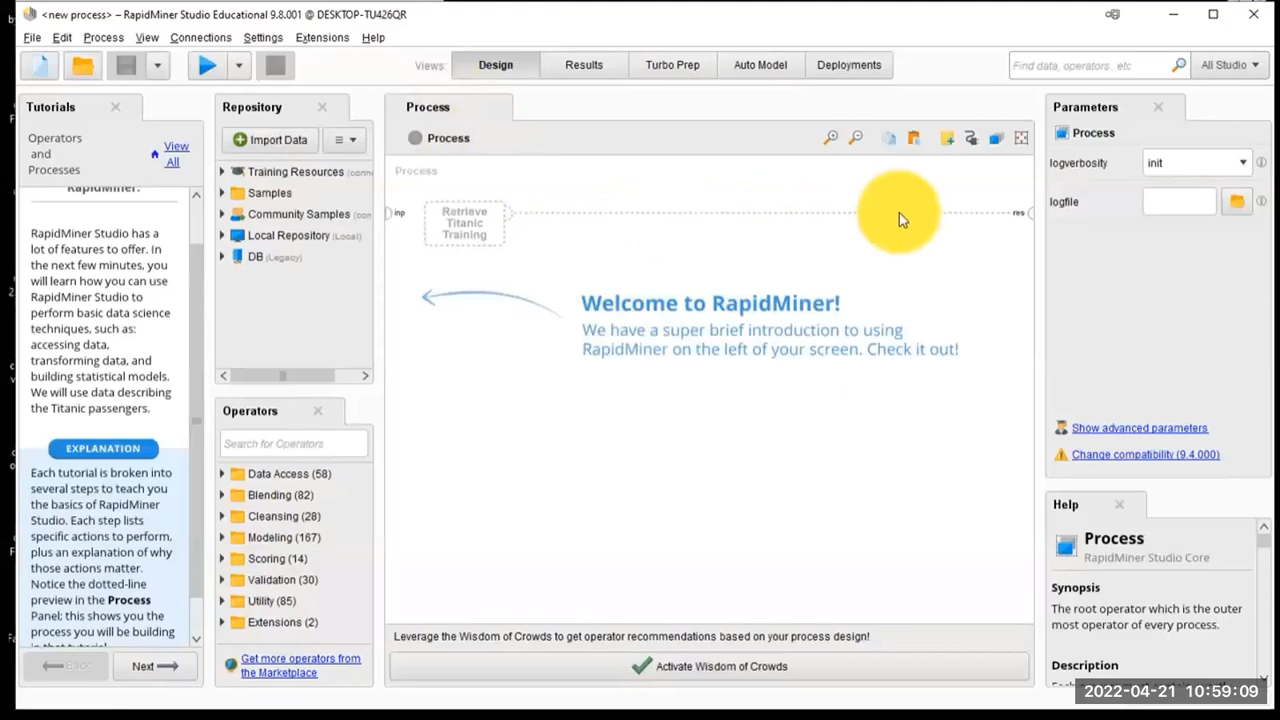 <new process> – RapidMiner Studio Educational 9.8.001 @ DESKTOP-TU426QR
File Edit Process View Connections Settings Extensions Help
Views: Design Results Turbo Prep Auto Model Deployments
Find data, operators...etc
All Studio
Tutorials
Operators
and
Processes
View
All
RapidMiner.
RapidMiner Studio has a
lot of features to offer. In
the next few minutes, you
will learn how you can use
RapidMiner Studio to
perform basic data science
techniques, such as:
accessing data,
transforming data, and
building statistical models.
We will use data describing
the Titanic passengers.
EXPLANATION
Each tutorial is broken into
several steps to teach you
the basics of RapidMiner
Studio. Each step lists
specific actions to perform,
plus an explanation of why
those actions matter.
Notice the dotted-line
preview in the Process
Panel; this shows you the
process you will be building
in that tutorial
Back
Next
Repository
Import Data
Training Resources (conne
Samples
Community Samples (con
Local Repository (Local)
DB (Legacy)
Operators
Search for Operators
Data Access (58)
Blending (82)
Cleansing (28)
Modeling (167)
Scoring (14)
Validation (30)
Utility (85)
Extensions (2)
Get more operators from
the Marketplace
Process
Process
Process
inp
Retrieve
Titanic
Training
res
Welcome to RapidMiner!
We have a super brief introduction to using
RapidMiner on the left of your screen. Check it out!
Leverage the Wisdom of Crowds to get operator recommendations based on your process design!
Activate Wisdom of Crowds
Parameters
Process
logverbosity init
logfile
Show advanced parameters
Change compatibility (9.4.000)
Help
Process
RapidMiner Studio Core
Synopsis
The root operator which is the outer
most operator of every process.
Description
2022-04-21 10:59:09